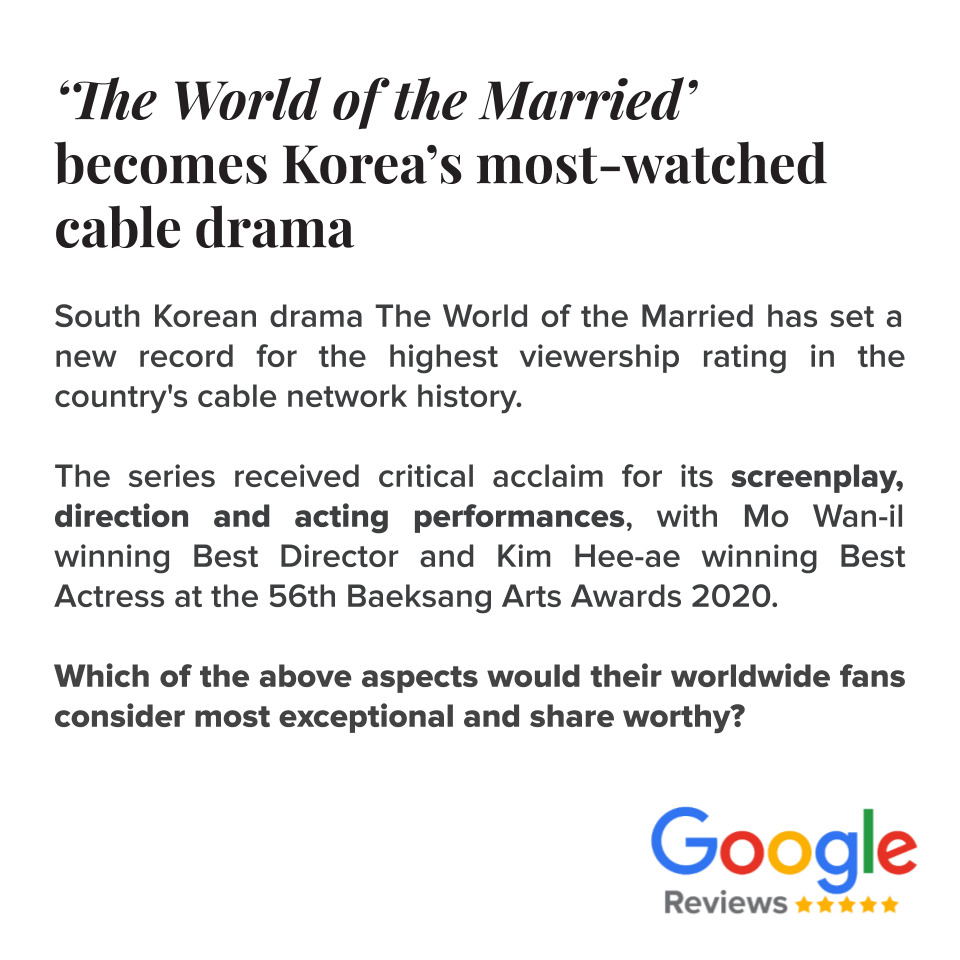 ‘The World of the Married’
becomes Korea’s most-watched
cable drama
South Korean drama The World of the Married has set a
new record for the highest viewership rating in the
country's cable network history.
The series received critical acclaim for its screenplay,
direction and acting performances, with Mo Wan-il
winning Best Director and Kim Hee-ae winning Best
Actress at the 56th Baeksang Arts Awards 2020.
Which of the above aspects would their worldwide fans
consider most exceptional and share worthy?
Google
Reviews